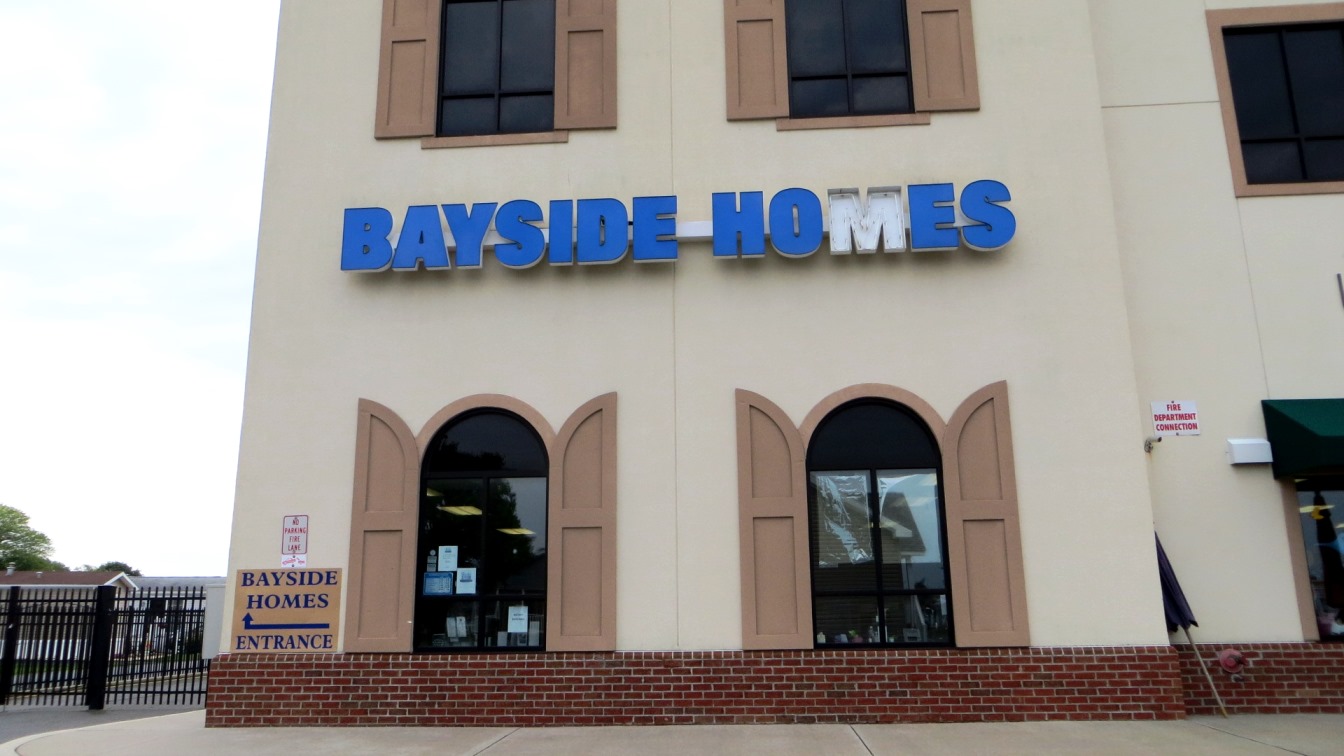 BAYSIDE HOMES
FIRE
DEPARTMENT
CONNECTION
NO
PARKING
FIRE
LANE
BAYSIDE
HOMES
ENTRANCE